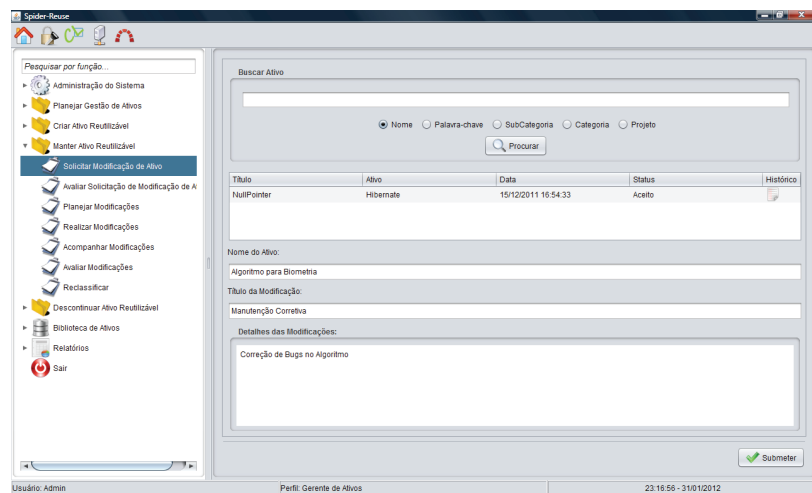 Spider-Reuse
Pesquisar por função...
Administração do Sistema
Planejar Gestão de Ativos
Criar Ativo Reutilizável
Manter Ativo Reutilizável
Solicitar Modificação de Ativo
Avaliar Solicitação de Modificação de A
Planejar Modificações
Realizar Modificações
Acompanhar Modificações
Avaliar Modificações
Reclassificar
Descontinuar Ativo Reutilizável
Biblioteca de Ativos
Relatórios
Sair
Buscar Ativo
Nome Palavra-chave SubCategoria Categoria Projeto
Procurar
Título Ativo Data Status Histórico
NullPointer Hibernate 15/12/2011 16:54:33 Aceito
Nome do Ativo:
Algoritmo para Biometria
Título da Modificação:
Manutenção Corretiva
Detalhes das Modificações:
Correção de Bugs no Algoritmo
Submeter
Usuário: Admin Perfil: Gerente de Ativos 23:16:56 - 31/01/2012